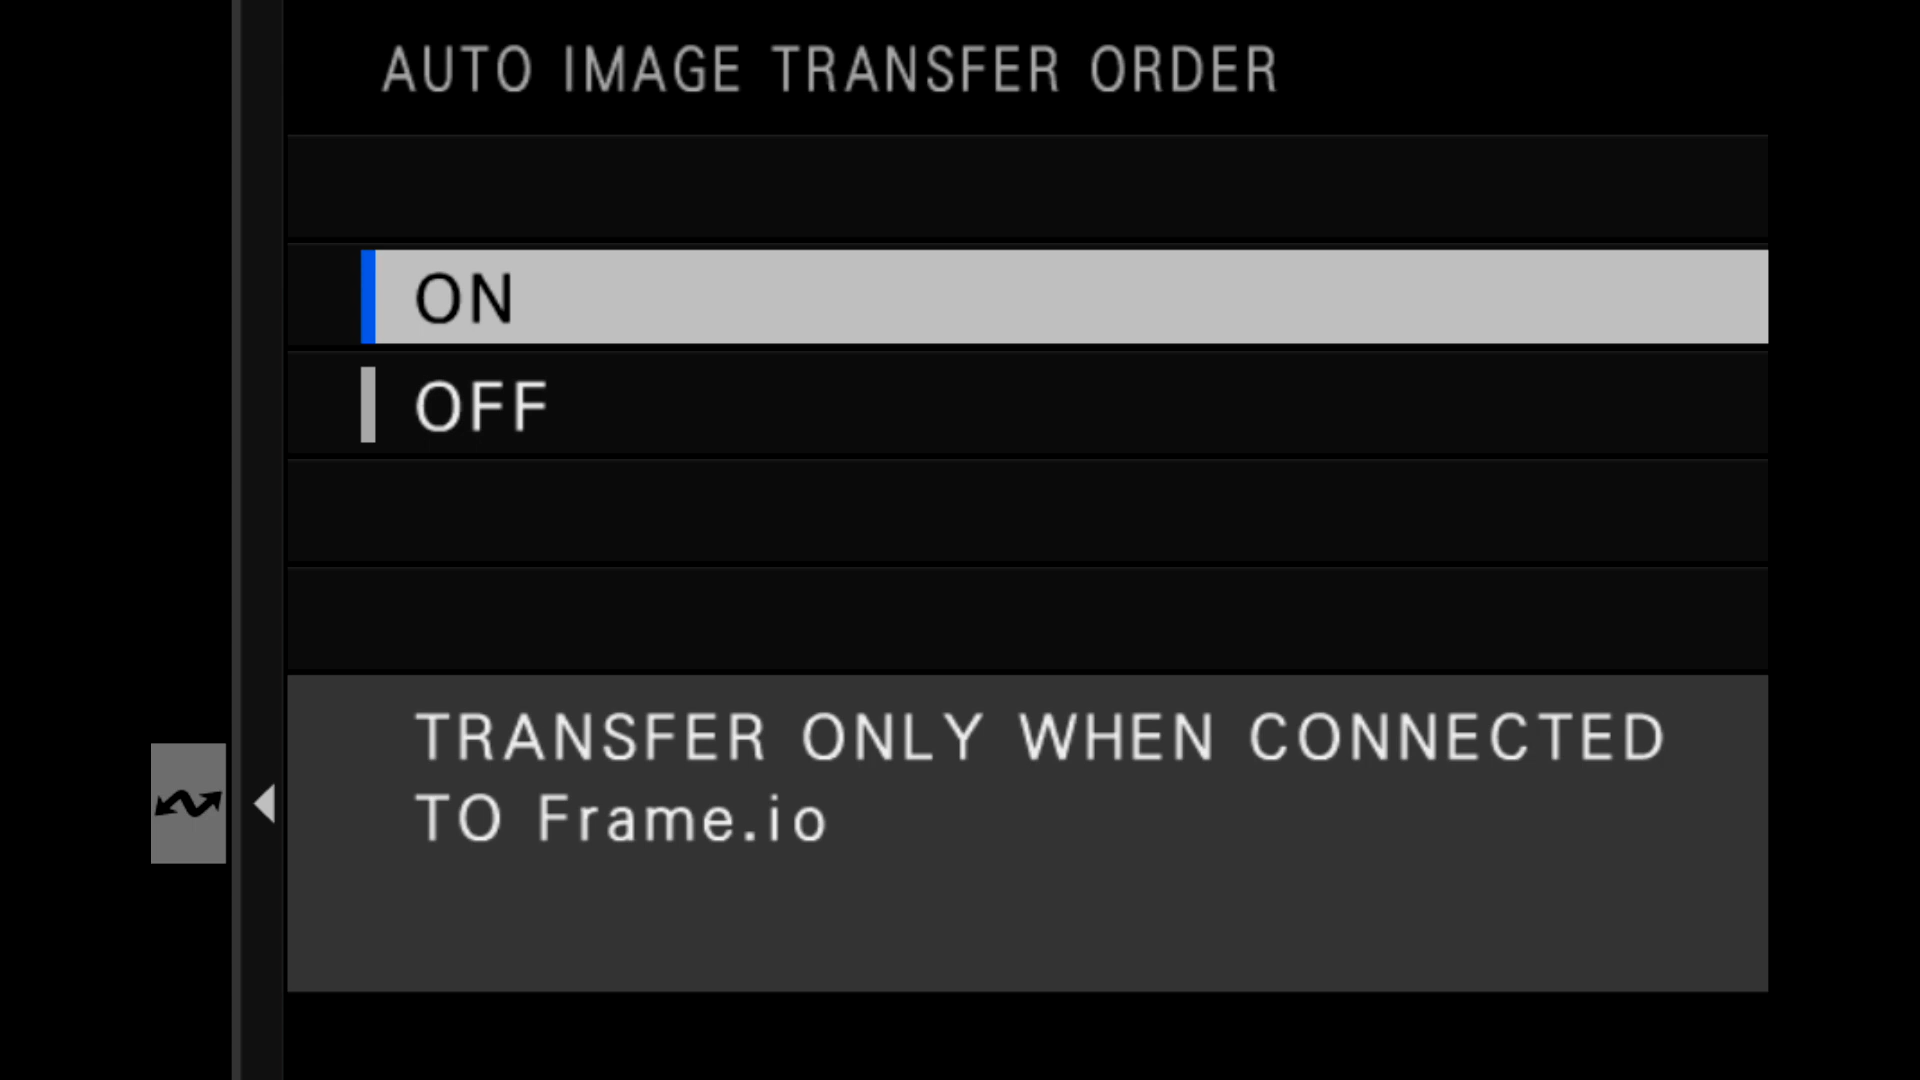 AUTO IMAGE TRANSFER ORDER
ON
OFF
TRANSFER ONLY WHEN CONNECTED
TO Frame.io